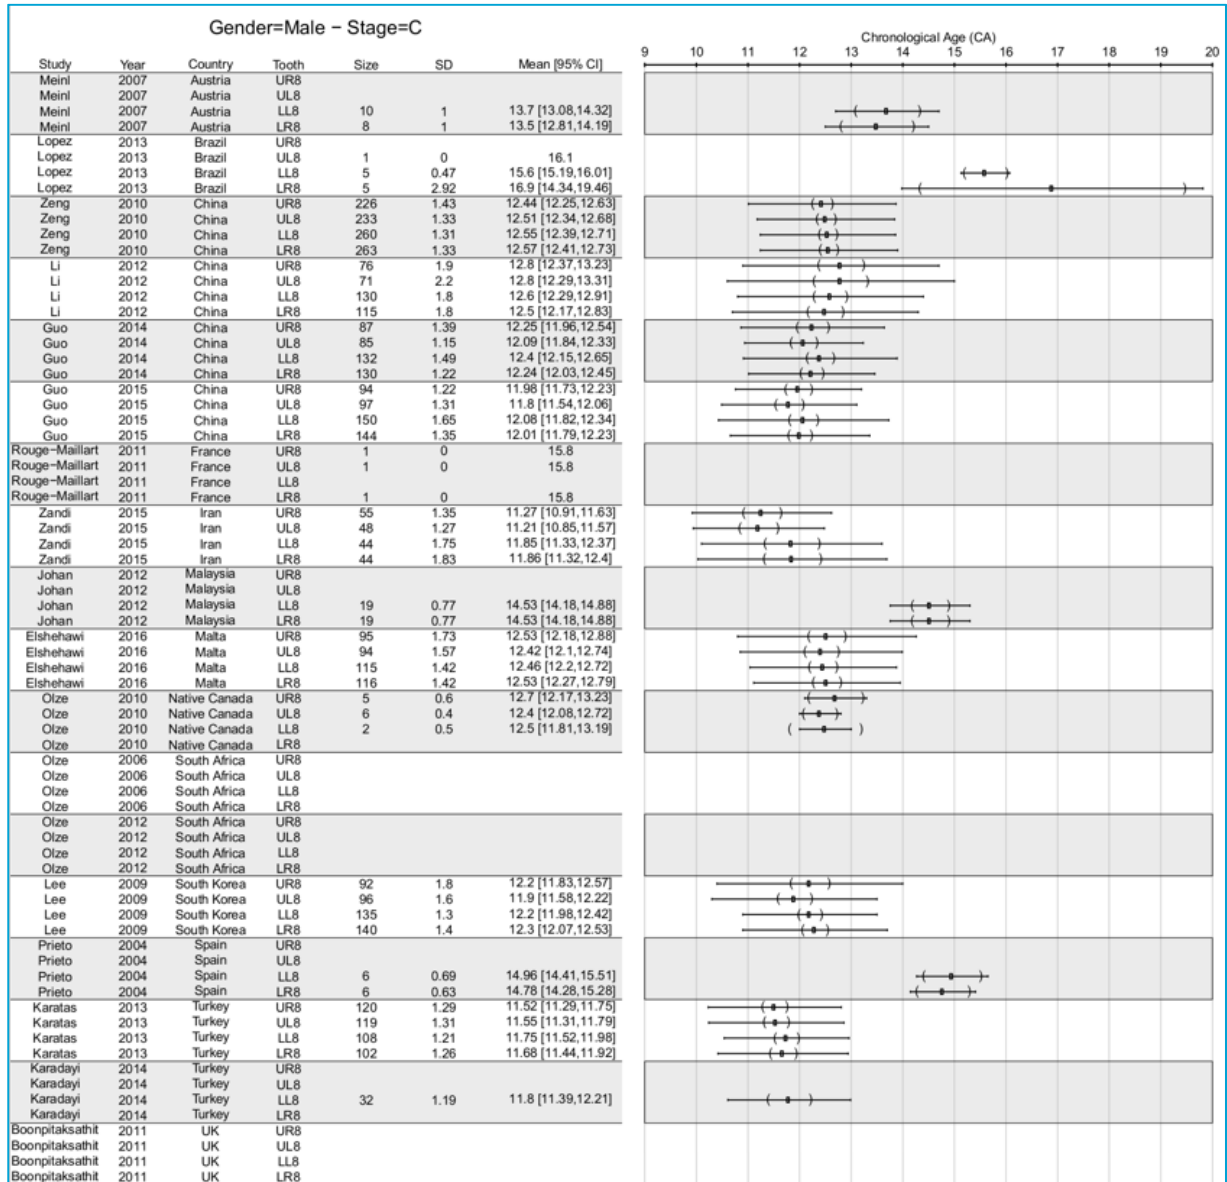 Gender=Male − Stage=C
Chronological Age (CA)
9 10 11 12 13 14 15 16 17 18 19 20
Study Year Country Tooth Size SD Mean [95% CI]
Meinl 2007 Austria UR8
Meinl 2007 Austria UL8
Meinl 2007 Austria LL8 10 1 13.7 [13.08,14.32]
Meinl 2007 Austria LR8 8 1 13.5 [12.81,14.19]
Lopez 2013 Brazil UR8
Lopez 2013 Brazil UL8 1 0 16.1
Lopez 2013 Brazil LL8 5 0.47 15.6 [15.19,16.01]
Lopez 2013 Brazil LR8 5 2.92 16.9 [14.34,19.46]
Zeng 2010 China UR8 226 1.43 12.44 [12.25,12.63]
Zeng 2010 China UL8 233 1.33 12.51 [12.34,12.68]
Zeng 2010 China LL8 260 1.31 12.55 [12.39,12.71]
Zeng 2010 China LR8 263 1.33 12.57 [12.41,12.73]
Li 2012 China UR8 76 1.9 12.8 [12.37,13.23]
Li 2012 China UL8 71 2.2 12.8 [12.29,13.31]
Li 2012 China LL8 130 1.8 12.6 [12.29,12.91]
Li 2012 China LR8 115 1.8 12.5 [12.17,12.83]
Guo 2014 China UR8 87 1.39 12.25 [11.96,12.54]
Guo 2014 China UL8 85 1.15 12.09 [11.84,12.33]
Guo 2014 China LL8 132 1.49 12.4 [12.15,12.65]
Guo 2014 China LR8 130 1.22 12.24 [12.03,12.45]
Guo 2015 China UR8 94 1.22 11.98 [11.73,12.23]
Guo 2015 China UL8 97 1.31 11.8 [11.54,12.06]
Guo 2015 China LL8 150 1.65 12.08 [11.82,12.34]
Guo 2015 China LR8 144 1.35 12.01 [11.79,12.23]
Rouge−Maillart 2011 France UR8 1 0 15.8
Rouge−Maillart 2011 France UL8 1 0 15.8
Rouge−Maillart 2011 France LL8
Rouge−Maillart 2011 France LR8 1 0 15.8
Zandi 2015 Iran UR8 55 1.35 11.27 [10.91,11.63]
Zandi 2015 Iran UL8 48 1.27 11.21 [10.85,11.57]
Zandi 2015 Iran LL8 44 1.75 11.85 [11.33,12.37]
Zandi 2015 Iran LR8 44 1.83 11.86 [11.32,12.4]
Johan 2012 Malaysia UR8
Johan 2012 Malaysia UL8
Johan 2012 Malaysia LL8 19 0.77 14.53 [14.18,14.88]
Johan 2012 Malaysia LR8 19 0.77 14.53 [14.18,14.88]
Elshehawi 2016 Malta UR8 95 1.73 12.53 [12.18,12.88]
Elshehawi 2016 Malta UL8 94 1.57 12.42 [12.1,12.74]
Elshehawi 2016 Malta LL8 115 1.42 12.46 [12.2,12.72]
Elshehawi 2016 Malta LR8 116 1.42 12.53 [12.27,12.79]
Olze 2010 Native Canada UR8 5 0.6 12.7 [12.17,13.23]
Olze 2010 Native Canada UL8 6 0.4 12.4 [12.08,12.72]
Olze 2010 Native Canada LL8 2 0.5 12.5 [11.81,13.19]
Olze 2010 Native Canada LR8
Olze 2006 South Africa UR8
Olze 2006 South Africa UL8
Olze 2006 South Africa LL8
Olze 2006 South Africa LR8
Olze 2012 South Africa UR8
Olze 2012 South Africa UL8
Olze 2012 South Africa LL8
Olze 2012 South Africa LR8
Lee 2009 South Korea UR8 92 1.8 12.2 [11.83,12.57]
Lee 2009 South Korea UL8 96 1.6 11.9 [11.58,12.22]
Lee 2009 South Korea LL8 135 1.3 12.2 [11.98,12.42]
Lee 2009 South Korea LR8 140 1.4 12.3 [12.07,12.53]
Prieto 2004 Spain UR8
Prieto 2004 Spain UL8
Prieto 2004 Spain LL8 6 0.69 14.96 [14.41,15.51]
Prieto 2004 Spain LR8 6 0.63 14.78 [14.28,15.28]
Karatas 2013 Turkey UR8 120 1.29 11.52 [11.29,11.75]
Karatas 2013 Turkey UL8 119 1.31 11.55 [11.31,11.79]
Karatas 2013 Turkey LL8 108 1.21 11.75 [11.52,11.98]
Karatas 2013 Turkey LR8 102 1.26 11.68 [11.44,11.92]
Karadayi 2014 Turkey UR8
Karadayi 2014 Turkey UL8
Karadayi 2014 Turkey LL8 32 1.19 11.8 [11.39,12.21]
Karadayi 2014 Turkey LR8
Boonpitaksathit 2011 UK UR8
Boonpitaksathit 2011 UK UL8
Boonpitaksathit 2011 UK LL8
Boonpitaksathit 2011 UK LR8